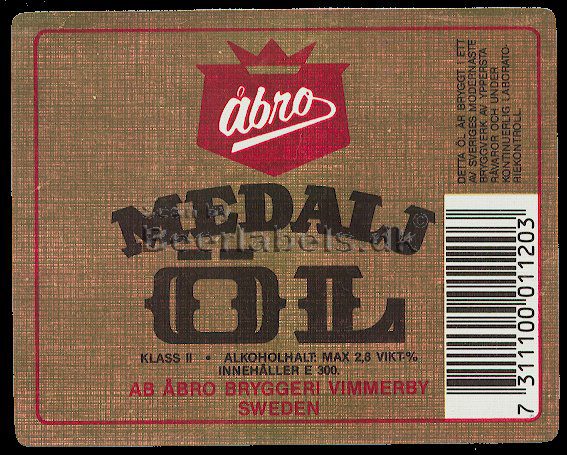 åbro
MEDALJ
ÖL
KLASS II • ALKOHOLHALT: MAX 2,8 VIKT-%
INNEHÅLLER E 300.
AB ÅBRO BRYGGERI VIMMERBY
SWEDEN
DETTA ÖL ÄR BRYGGT I ETT
AV SVERIGES MODERNASTE
BRYGGVERK AV YPPERSTA
RÅVAROR OCH UNDER
KONTINUERLIG LABORATO-
RIEKONTROLL.
7 311100 011203
Beerlabels.dk